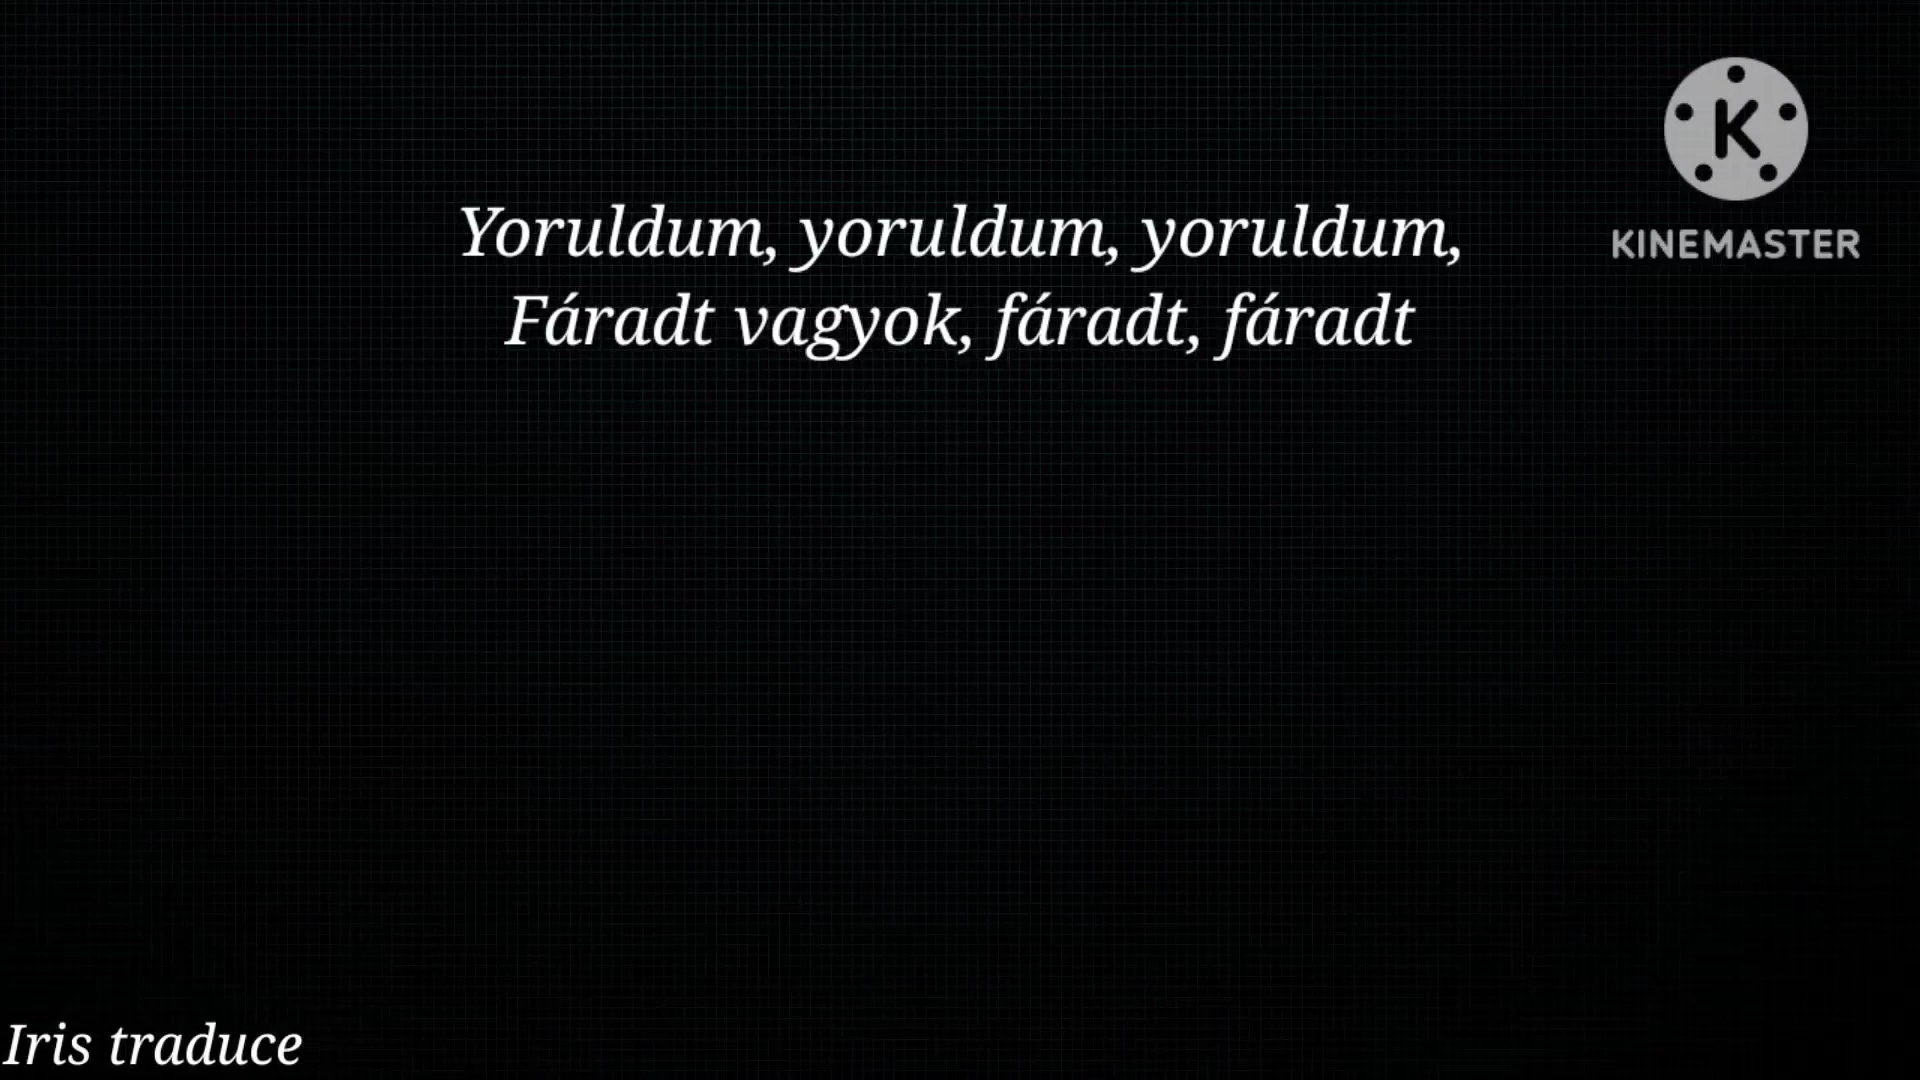 Yoruldum, yoruldum, yoruldum,
Fáradt vagyok, fáradt, fáradt
K
KINEMASTER
Iris traduce